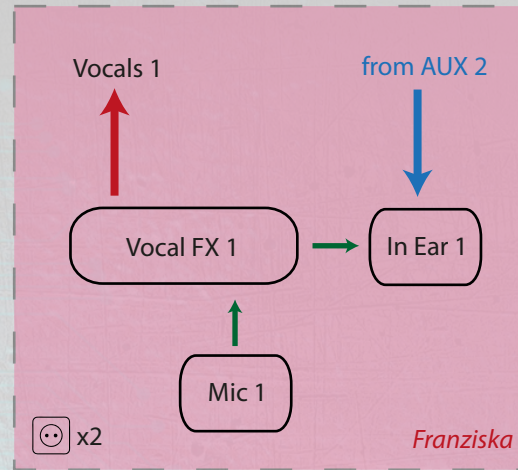 Vocals 1
from AUX 2
Vocal FX 1
In Ear 1
Mic 1
x2
Franziska